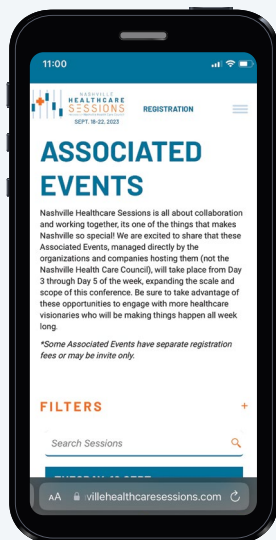 11:00
NASHVILLE
HEALTHCARE
SESSIONS
SEPT. 18-22, 2023
REGISTRATION
ASSOCIATED
EVENTS
Nashville Healthcare Sessions is all about collaboration
and working together, its one of the things that makes
Nashville so special! We are excited to share that these
Associated Events, managed directly by the
organizations and companies hosting them (not the
Nashville Health Care Council), will take place from Day
3 through Day 5 of the week, expanding the scale and
scope of this conference. Be sure to take advantage of
these opportunities to engage with more healthcare
visionaries who will be making things happen all week
long.
*Some Associated Events have separate registration
fees or may be invite only.
FILTERS +
Search Sessions
AA villehealthcaresessions.com